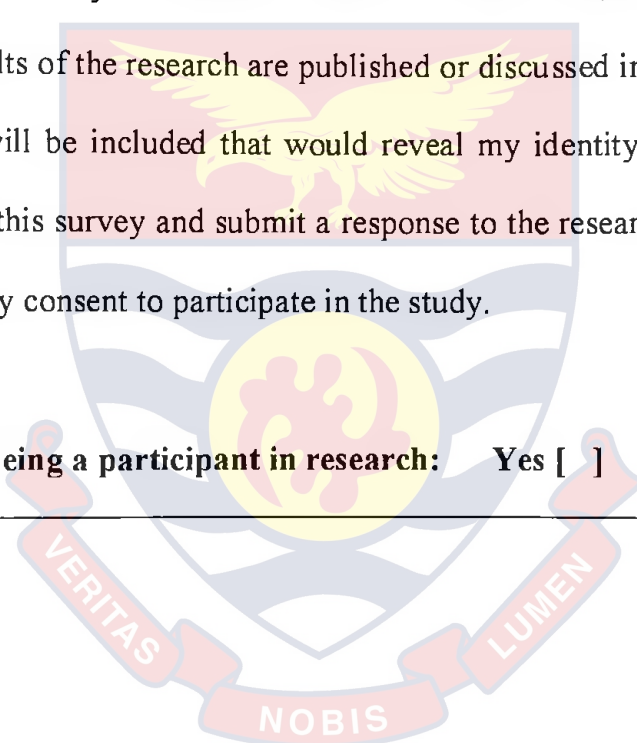 lts of the research are published or discussed in
vill be included that would reveal my identity
this survey and submit a response to the resear
y consent to participate in the study.
eing a participant in research: Yes [ ]
VERITAS
NOBIS
LUMEN